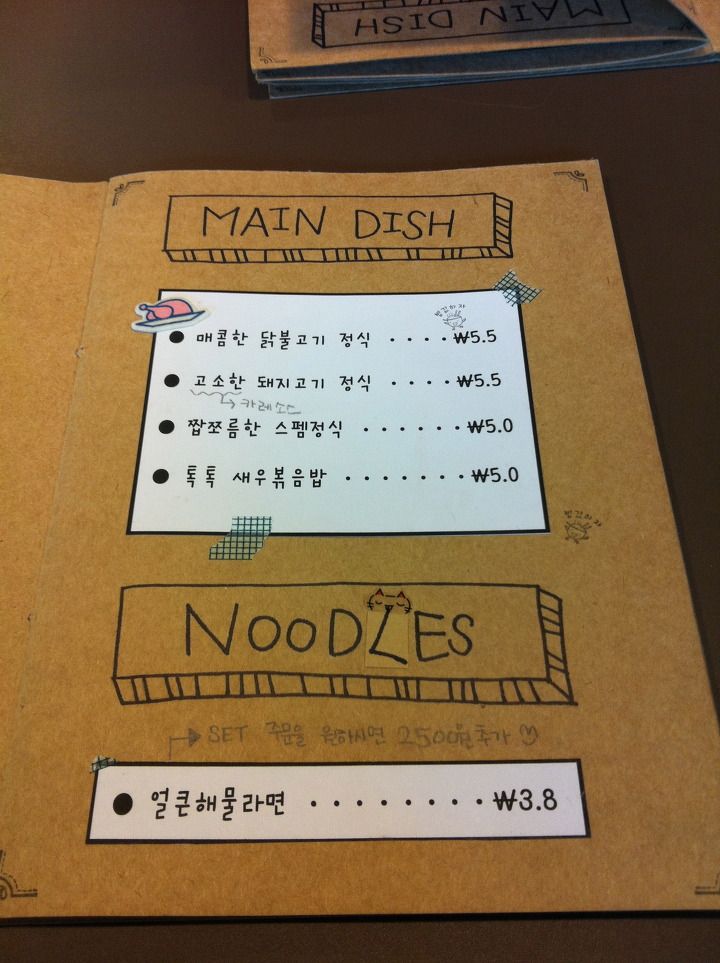 MAIN DISH
MAIN DISH
● 매콤한 닭불고기 정식 ････₩5.5
● 고소한 돼지고기 정식 ････₩5.5
카레소스
● 짭쪼름한 스펨정식 ･･････₩5.0
● 톡톡 새우볶음밥 ･･･････₩5.0
NOODLES
SET 주문을 원하시면 2500원 추가 ♡
● 얼큰해물라면 ････････₩3.8